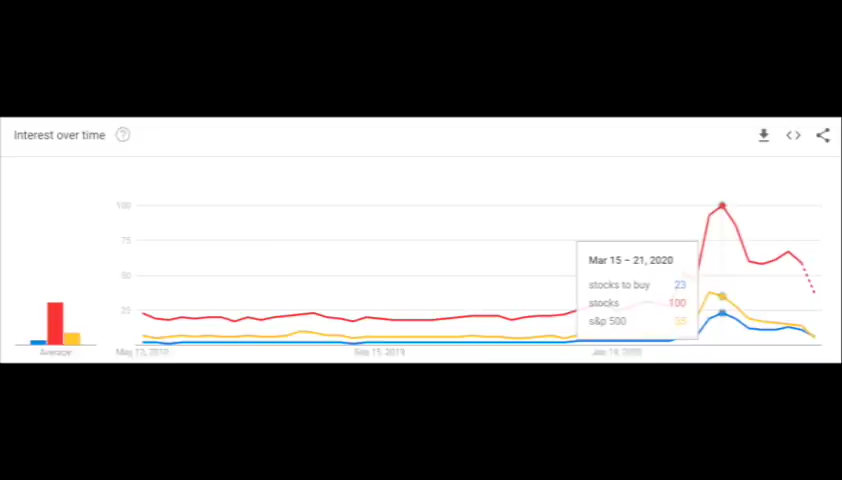 Interest over time
100
75
50
25
Mar 15 – 21, 2020
stocks to buy 23
stocks 100
s&p 500 35
Average
Sep 15, 2019